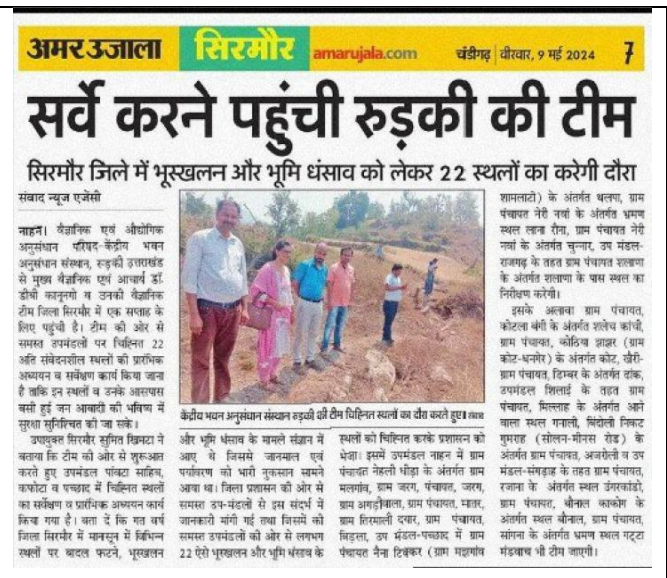 अमर उजाला
सिरमौर
amarujala.com
चंडीगढ़ | वीरवार, 9 मई 2024
7
सर्वे करने पहुंची रुड़की की टीम
सिरमौर जिले में भूस्खलन और भूमि धंसाव को लेकर 22 स्थलों का करेगी दौरा
संवाद न्यूज एजेंसी
नाहन। वैज्ञानिक एवं औद्योगिक
अनुसंधान परिषद-केंद्रीय भवन
अनुसंधान संस्थान, रुड़की उत्तराखंड
से मुख्य वैज्ञानिक एवं आचार्य डॉ.
डीपी कानूनगो व उनकी वैज्ञानिक
टीम जिला सिरमौर में एक सप्ताह के
लिए पहुंची है। टीम की ओर से
समस्त उपमंडलों पर चिह्नित 22
अति संवेदनशील स्थलों की प्रारंभिक
अध्ययन व सर्वेक्षण कार्य किया जाना
है ताकि इन स्थलों व उनके आसपास
बसी हुई जन आबादी की भविष्य में
सुरक्षा सुनिश्चित की जा सके।
उपायुक्त सिरमौर सुमित खिमटा ने
बताया कि टीम की ओर से शुरूआत
करते हुए उपमंडल पांवटा साहिब,
कफोटा व पच्छाद में चिह्नित स्थलों
का सर्वेक्षण व प्रारंभिक अध्ययन कार्य
किया गया है। बता दें कि गत वर्ष
जिला सिरमौर में मानसून में विभिन्न
स्थलों पर बादल फटने, भूस्खलन
केंद्रीय भवन अनुसंधान संस्थान रुड़की की टीम चिह्नित स्थलों का दौरा करते हुए। संवाद
और भूमि धंसाव के मामले संज्ञान में
आए थे जिससे जानमाल एवं
पर्यावरण को भारी नुकसान सामने
आया था। जिला प्रशासन की ओर से
समस्त उप-मंडलों से इस संदर्भ में
जानकारी मांगी गई तथा जिसमें की
समस्त उपमंडलों की ओर से लगभग
22 ऐसे भूस्खलन और भूमि धंसाव के
स्थलों को चिह्नित करके प्रशासन को
भेजा। इसमें उपमंडल नाहन में ग्राम
पंचायत नेहली धीड़ा के अंतर्गत ग्राम
मलगांव, ग्राम जरग, पंचायत, जरग,
ग्राम अगड़ीवाला, ग्राम पंचायत, मातर,
ग्राम तिरमाली दयार, ग्राम पंचायत,
बिड़ला, उप मंडल-पच्छाद में ग्राम
पंचायत नैना टिक्कर (ग्राम मझगांव
शामलाटी) के अंतर्गत थलपा, ग्राम
पंचायत नेरी नवां के अंतर्गत भ्रमण
स्थल लाना रौना, ग्राम पंचायत नेरी
नवां के अंतर्गत चुन्नार, उप मंडल-
राजगढ़ के तहत ग्राम पंचायत शलाणा
के अंतर्गत शलाणा के पास स्थल का
निरीक्षण करेगी।
इसके अलावा ग्राम पंचायत,
कोटला बंगी के अंतर्गत शलेच कांची,
ग्राम पंचायत, कोठिया झाझर (ग्राम
कोट-धनगेर) के अंतर्गत कोट, खैरी-
ग्राम पंचायत, डिम्बर के अंतर्गत ढांक,
उपमंडल शिलाई के तहत ग्राम
पंचायत, मिल्लाह के अंतर्गत आने
वाला स्थल गनाली, बिंदोली निकट
गुमराह (सोलन-मीनस रोड) के
अंतर्गत ग्राम पंचायत, अजरोली व उप
मंडल-संगड़ाह के तहत ग्राम पंचायत,
रजाना के अंतर्गत स्थल उंगरकांडो,
ग्राम पंचायत, बौनाल काकोग के
अंतर्गत स्थल बौनाल, ग्राम पंचायत,
सांगना के अंतर्गत भ्रमण स्थल गट्टा
मंडवाच भी टीम जाएगी।